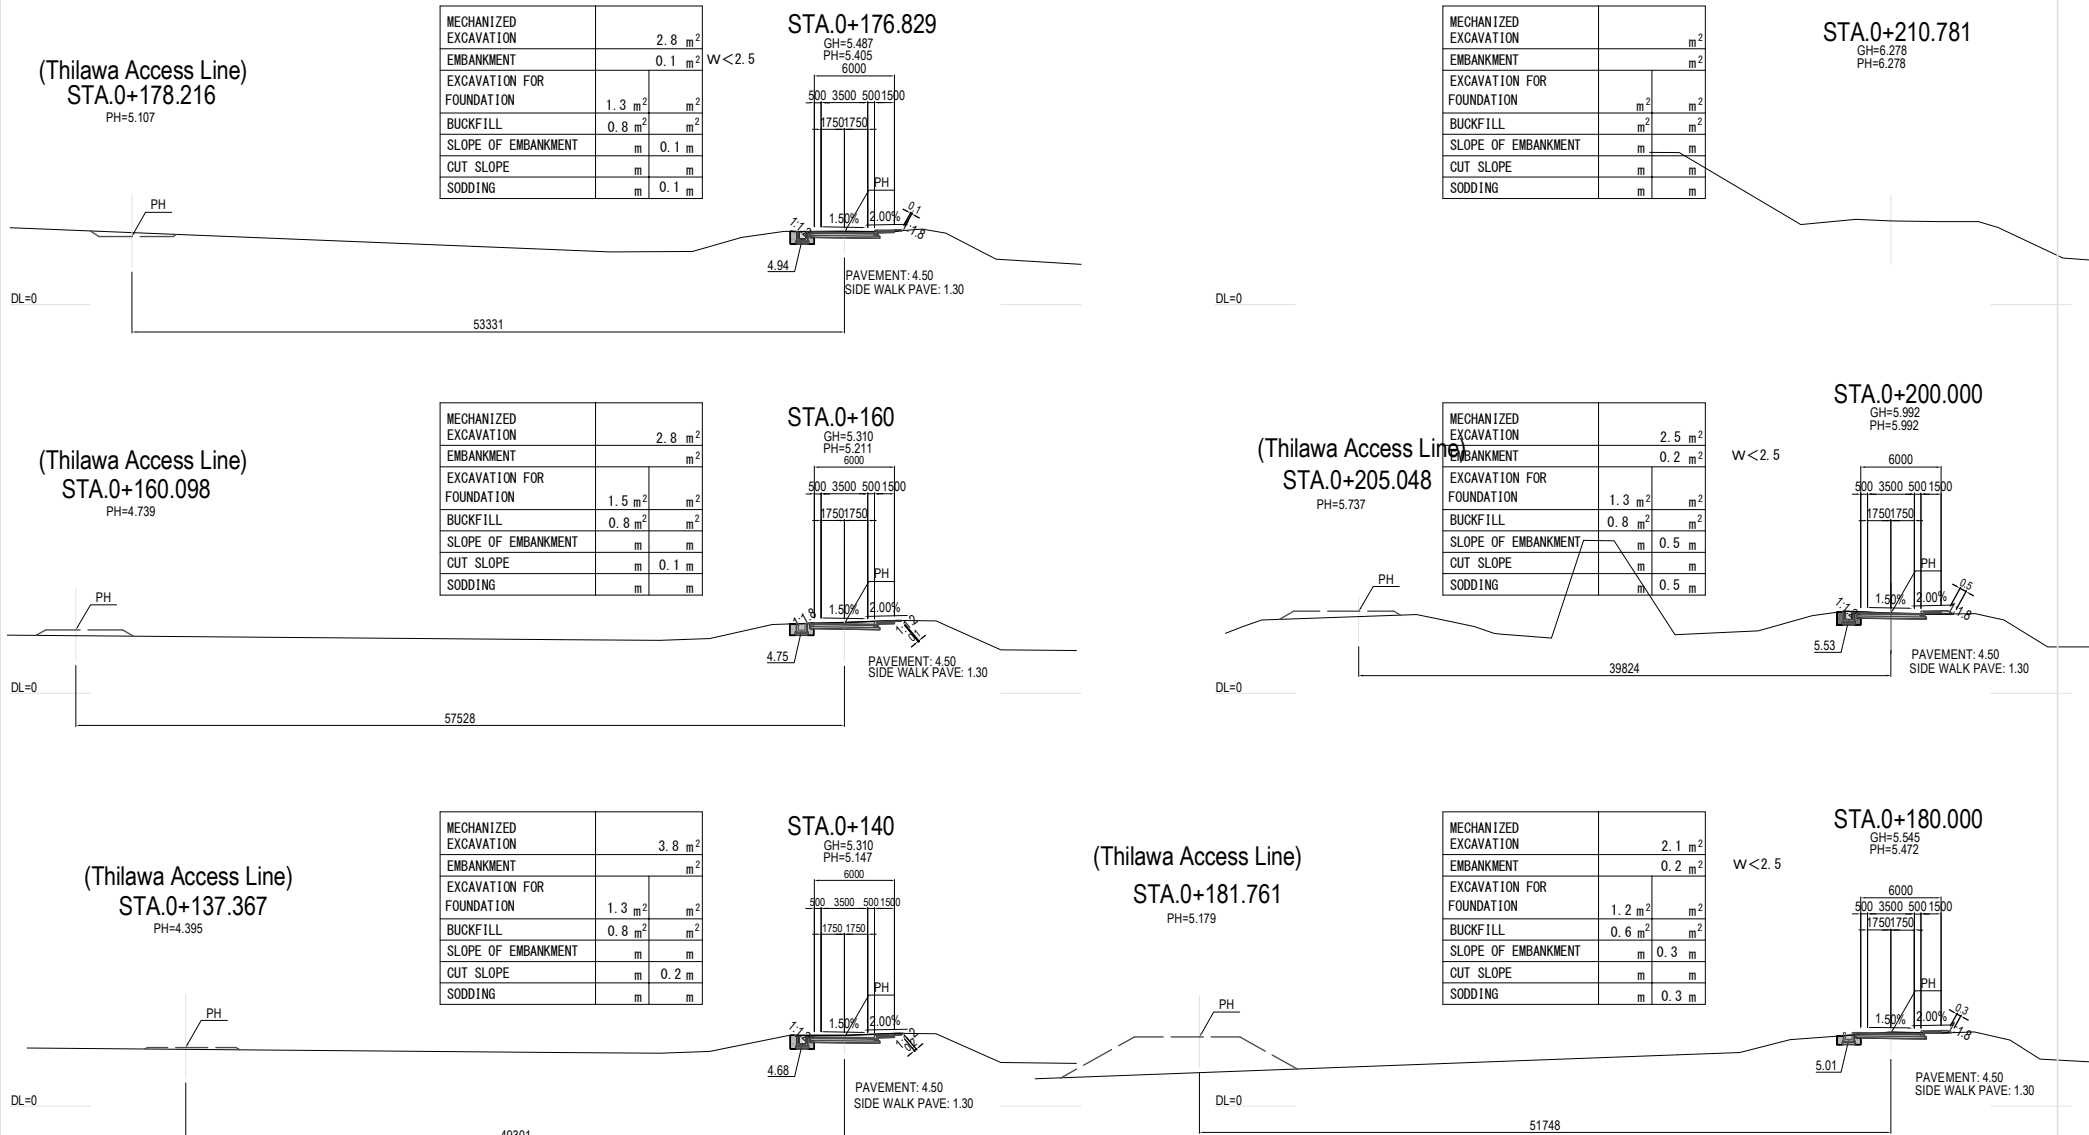 (Thilawa Access Line)
STA.0+178.216
PH=5.107
MECHANIZED
EXCAVATION 2.8 m²
EMBANKMENT 0.1 m² W<2.5
EXCAVATION FOR
FOUNDATION 1.3 m² m²
BUCKFILL 0.8 m² m²
SLOPE OF EMBANKMENT m 0.1 m
CUT SLOPE m m
SODDING m 0.1 m
STA.0+176.829
GH=5.487
PH=5.405
6000
500 3500 500 1500
1750 1750
PH
PH
1.50% 2.00%
0.1
1:1.8
4.94
PAVEMENT: 4.50
SIDE WALK PAVE: 1.30
DL=0
53331
MECHANIZED
EXCAVATION m²
EMBANKMENT m²
EXCAVATION FOR
FOUNDATION m² m²
BUCKFILL m² m²
SLOPE OF EMBANKMENT m m
CUT SLOPE m m
SODDING m m
STA.0+210.781
GH=6.278
PH=6.278
DL=0
(Thilawa Access Line)
STA.0+160.098
PH=4.739
MECHANIZED
EXCAVATION 2.8 m²
EMBANKMENT m²
EXCAVATION FOR
FOUNDATION 1.5 m² m²
BUCKFILL 0.8 m² m²
SLOPE OF EMBANKMENT m m
CUT SLOPE m 0.1 m
SODDING m m
STA.0+160
GH=5.310
PH=5.211
6000
500 3500 500 1500
1750 1750
PH
PH
1:1.8
1.50% 2.00%
4.75
PAVEMENT: 4.50
SIDE WALK PAVE: 1.30
DL=0
57528
(Thilawa Access Line)
STA.0+205.048
PH=5.737
MECHANIZED
EXCAVATION 2.5 m²
EMBANKMENT 0.2 m² W<2.5
EXCAVATION FOR
FOUNDATION 1.3 m² m²
BUCKFILL 0.8 m² m²
SLOPE OF EMBANKMENT m 0.5 m
CUT SLOPE m m
SODDING m 0.5 m
STA.0+200.000
GH=5.992
PH=5.992
6000
500 3500 500 1500
1750 1750
PH
PH
1.50% 2.00%
0.5
1:1.8
5.53
PAVEMENT: 4.50
SIDE WALK PAVE: 1.30
39824
DL=0
(Thilawa Access Line)
STA.0+137.367
PH=4.395
MECHANIZED
EXCAVATION 3.8 m²
EMBANKMENT m²
EXCAVATION FOR
FOUNDATION 1.3 m² m²
BUCKFILL 0.8 m² m²
SLOPE OF EMBANKMENT m m
CUT SLOPE m 0.2 m
SODDING m m
STA.0+140
GH=5.310
PH=5.147
6000
500 3500 500 1500
1750 1750
PH
PH
1.50% 2.00%
4.68
PAVEMENT: 4.50
SIDE WALK PAVE: 1.30
DL=0
49301
(Thilawa Access Line)
STA.0+181.761
PH=5.179
MECHANIZED
EXCAVATION 2.1 m²
EMBANKMENT 0.2 m² W<2.5
EXCAVATION FOR
FOUNDATION 1.2 m² m²
BUCKFILL 0.6 m² m²
SLOPE OF EMBANKMENT m 0.3 m
CUT SLOPE m m
SODDING m 0.3 m
STA.0+180.000
GH=5.545
PH=5.472
6000
500 3500 500 1500
1750 1750
PH
PH
1.50% 2.00%
0.3
1:1.8
5.01
PAVEMENT: 4.50
SIDE WALK PAVE: 1.30
DL=0
51748